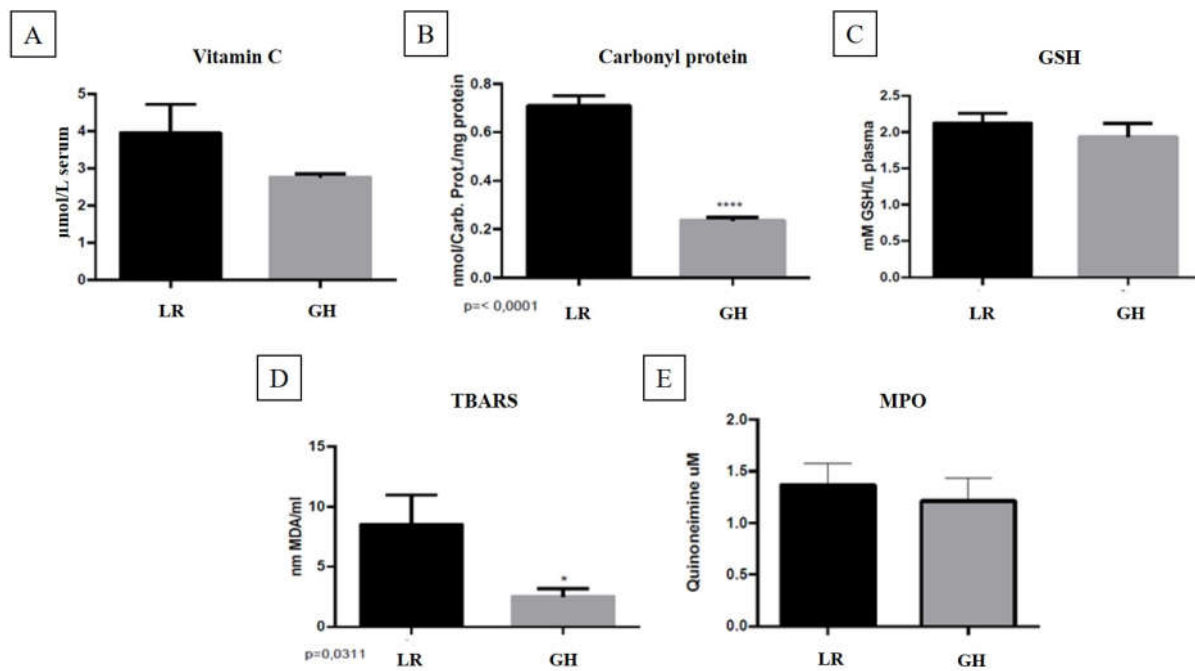 A
Vitamin C
µmol/L serum
5
4
3
2
1
0
LR
GH
B
Carbonyl protein
nmol/Carb. Prot./mg protein
0.8
0.6
0.4
0.2
0.0
****
p=< 0,0001
LR
GH
C
GSH
mM GSH/L plasma
2.5
2.0
1.5
1.0
0.5
0.0
LR
GH
D
TBARS
nm MDA/ml
15
10
5
0
*
p=0,0311
LR
GH
E
MPO
Quinoneimine uM
2.0
1.5
1.0
0.5
0.0
LR
GH